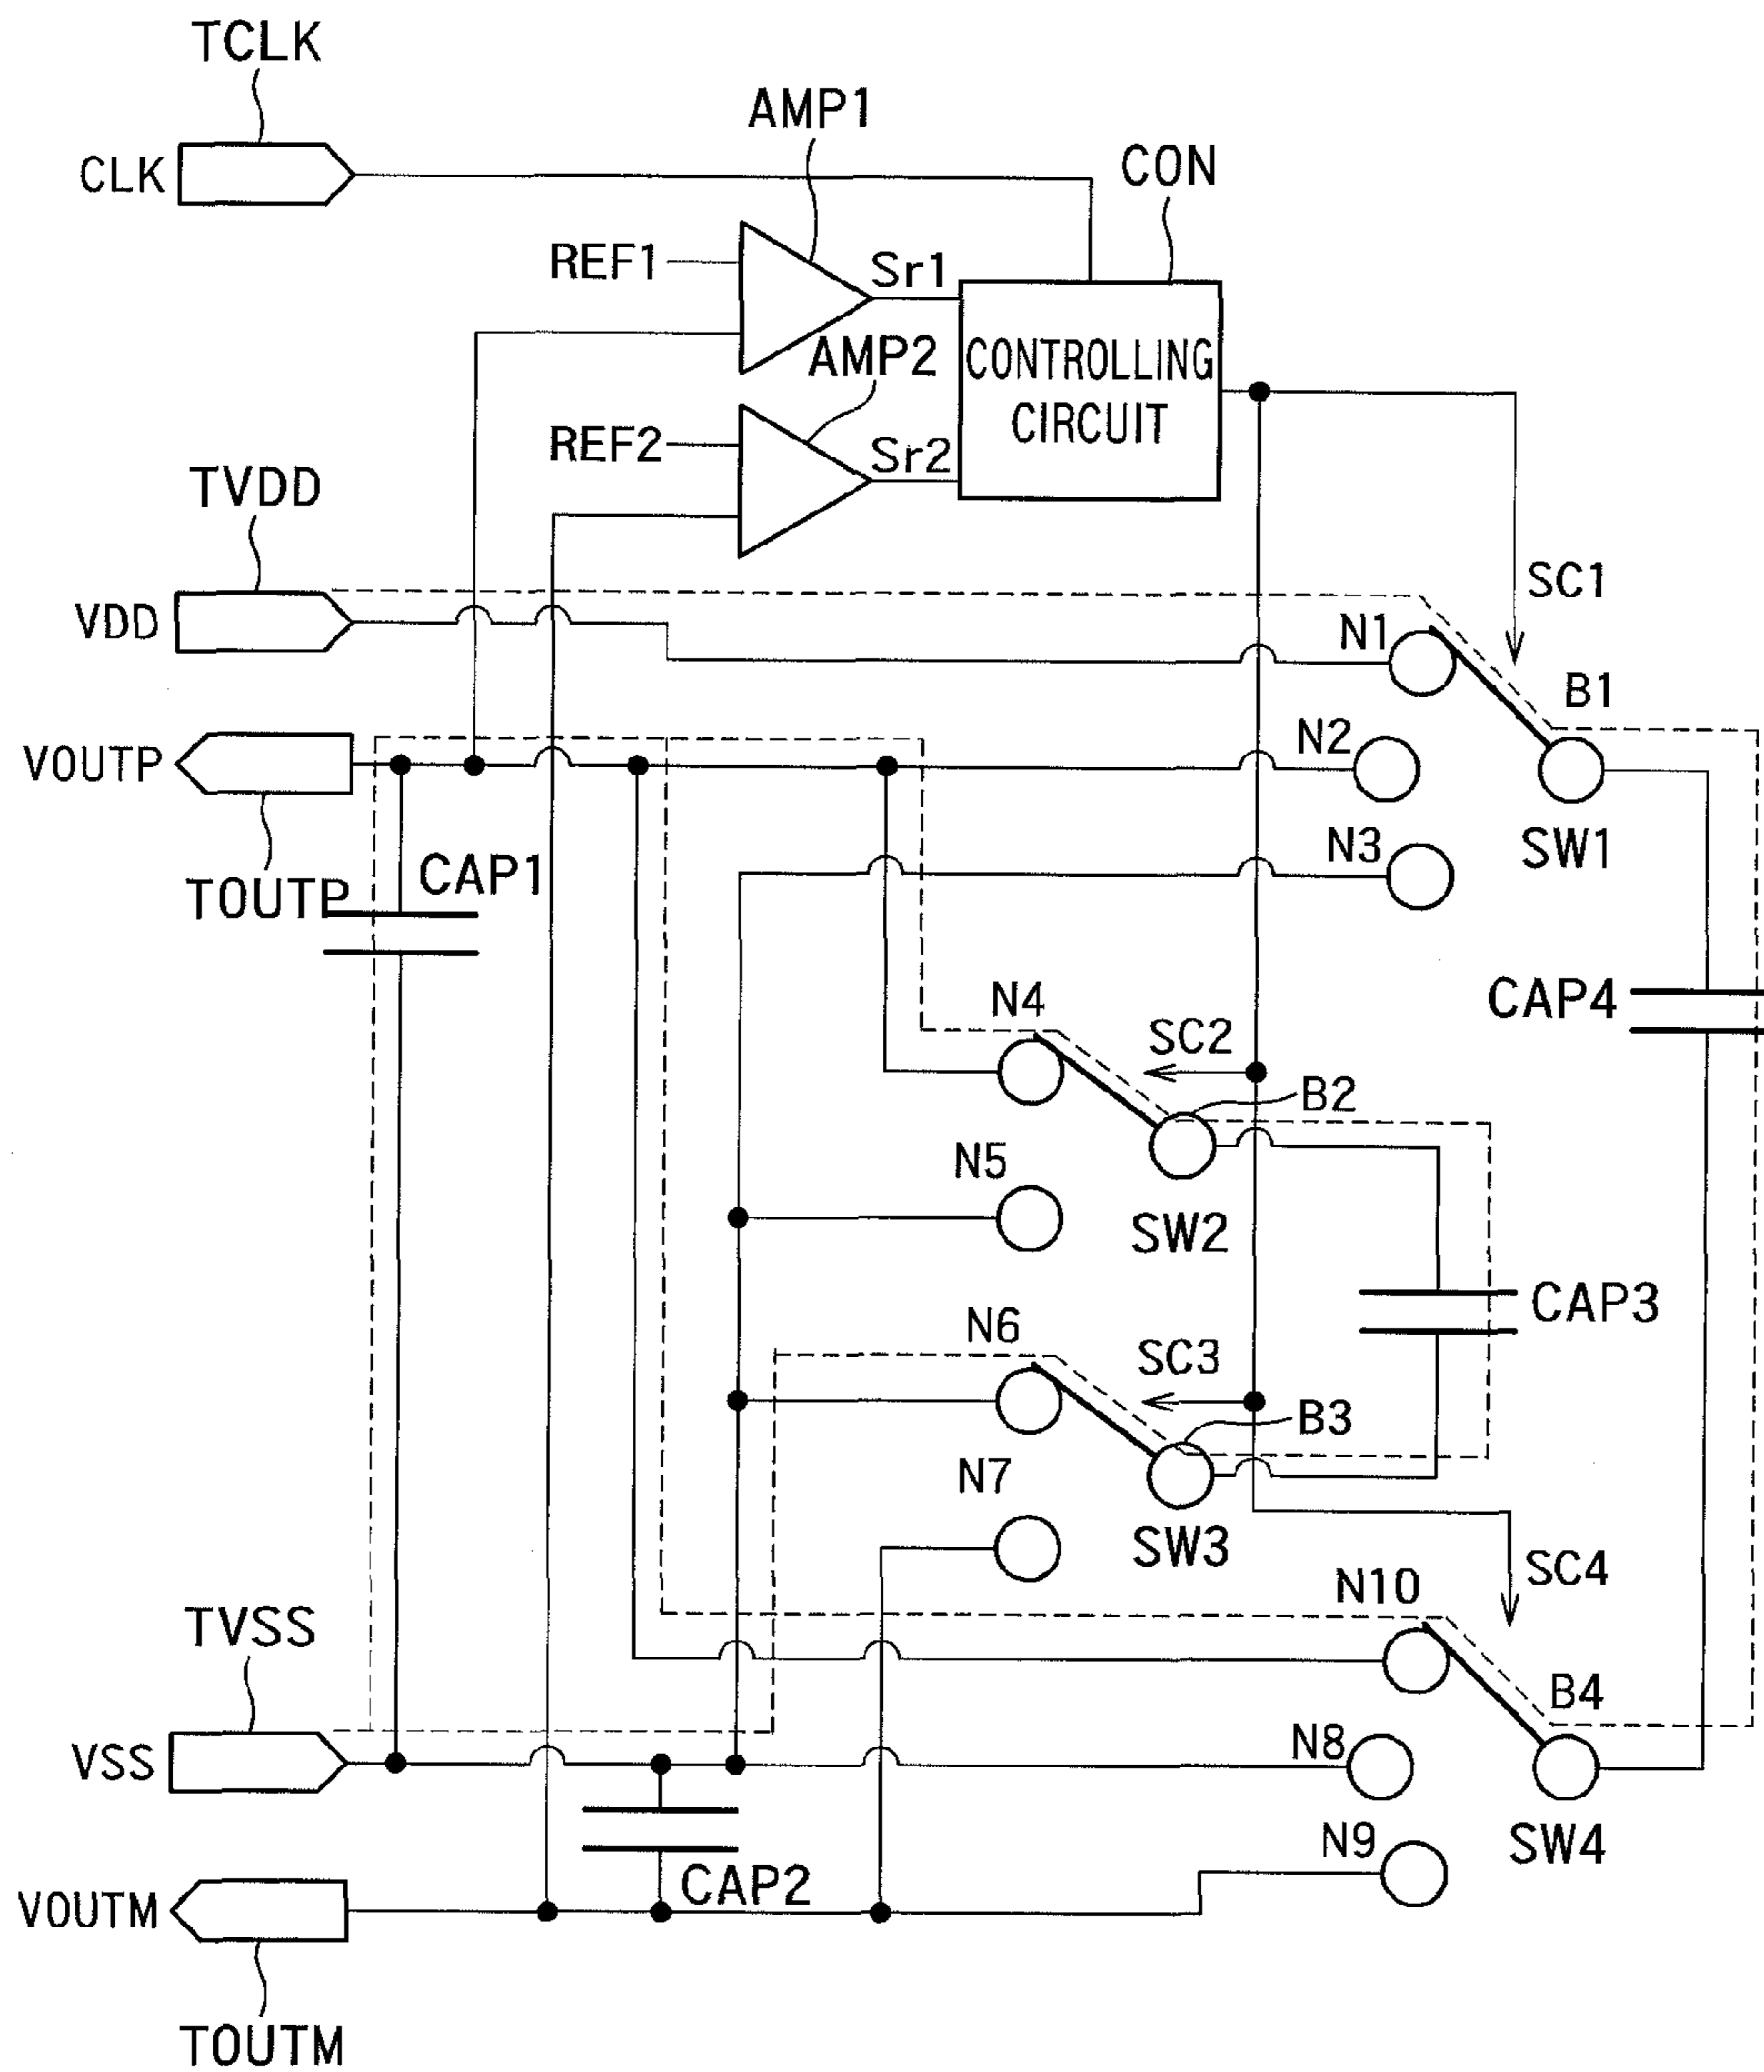 TCLK
AMP1
CLK
CON
REF1
Sr1
AMP2
CONTROLLING
CIRCUIT
REF2
Sr2
TVDD
SC1
VDD
N1
B1
VOUTP
N2
N3
SW1
TOUTP
CAP1
N4
SC2
CAP4
B2
N5
SW2
N6
SC3
CAP3
B3
N7
SW3
SC4
N10
TVSS
B4
VSS
N8
N9
SW4
CAP2
VOUTM
TOUTM